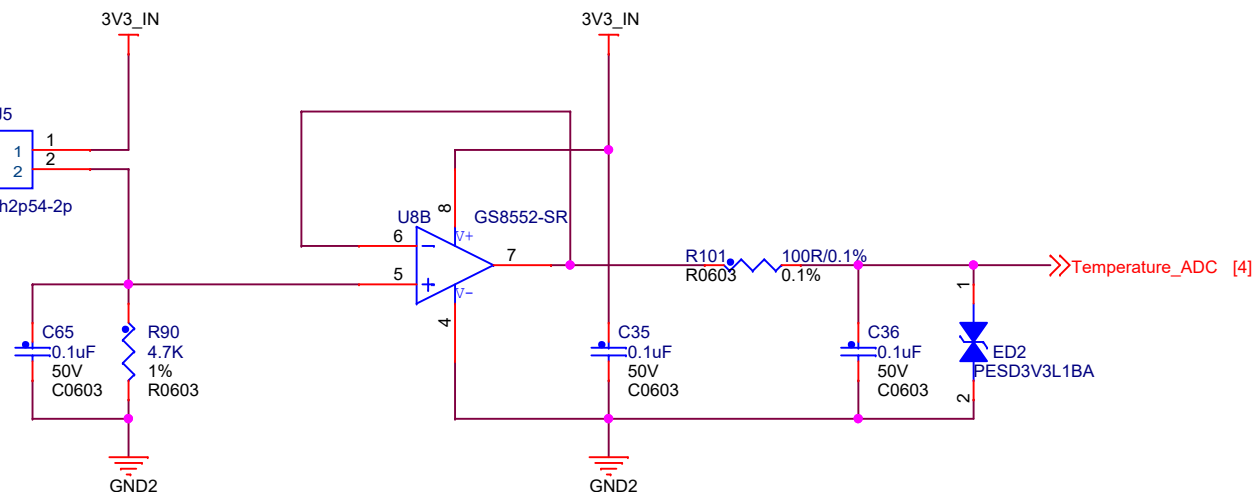 3V3_IN
3V3_IN
J5
1
1
2
2
h2p54-2p
U8B
GS8552-SR
8
V+
6
7
5
V-
4
R101
100R/0.1%
R0603
0.1%
Temperature_ADC [4]
1
C65
0.1uF
50V
C0603
R90
4.7K
1%
R0603
C35
0.1uF
50V
C0603
C36
0.1uF
50V
C0603
ED2
PESD3V3L1BA
2
GND2
GND2